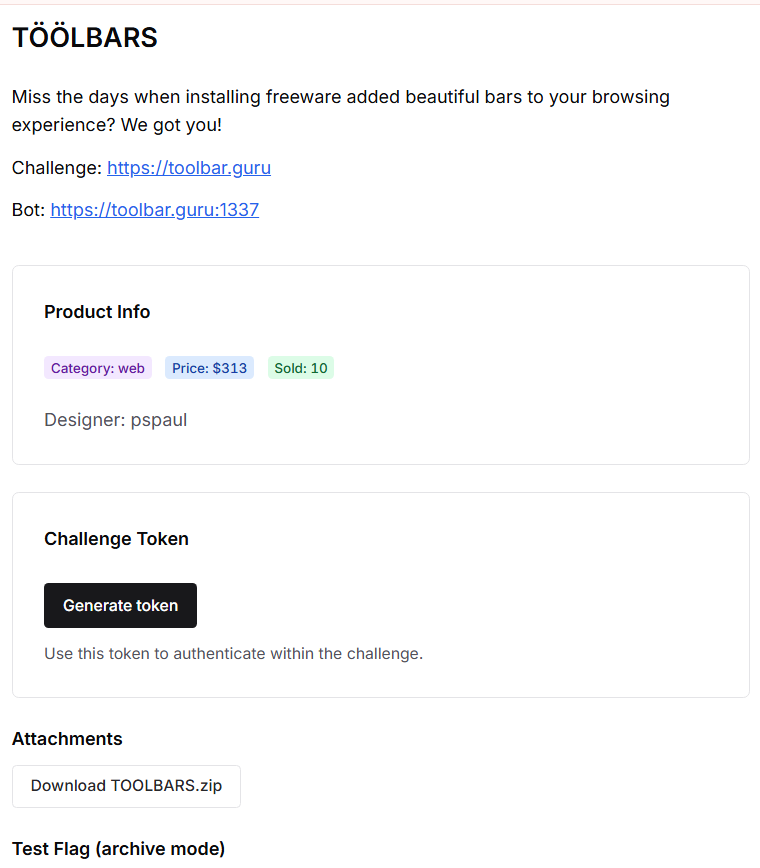 TÖÖLBARS
Miss the days when installing freeware added beautiful bars to your browsing
experience? We got you!
Challenge: https://toolbar.guru
Bot: https://toolbar.guru:1337
Product Info
Category: web Price: $313 Sold: 10
Designer: pspaul
Challenge Token
Generate token
Use this token to authenticate within the challenge.
Attachments
Download TOOLBARS.zip
Test Flag (archive mode)